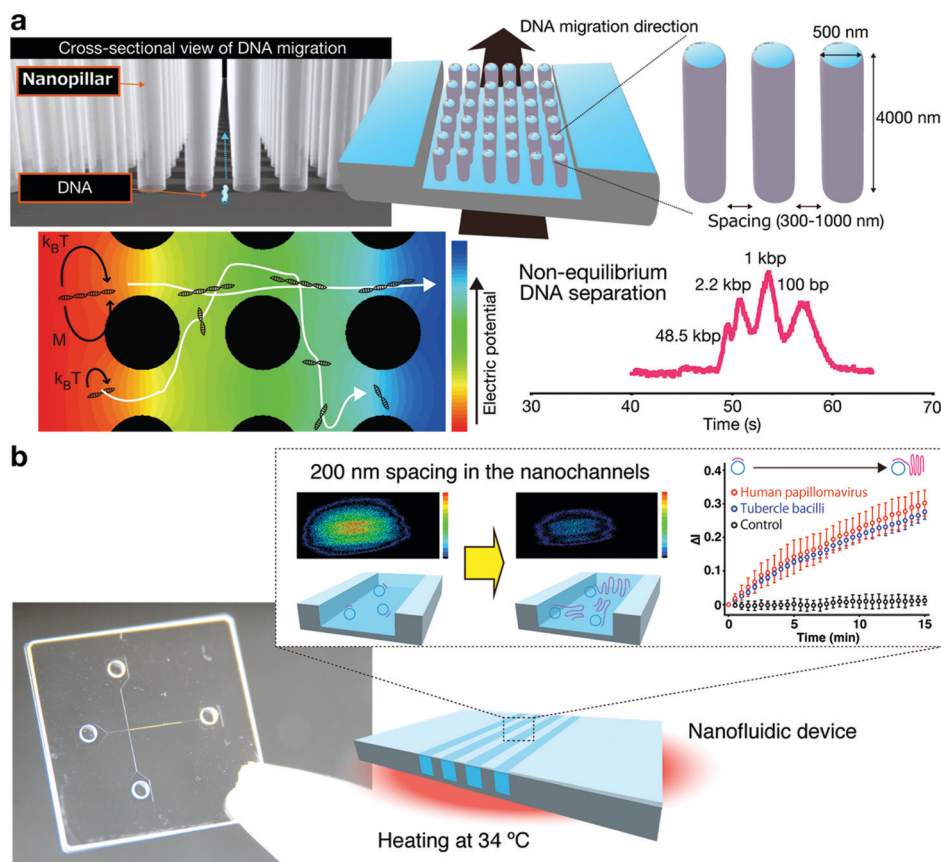 a
Cross-sectional view of DNA migration
Nanopillar
DNA
DNA migration direction
500 nm
4000 nm
Spacing (300-1000 nm)
kBT
M
kBT
Electric potential
Non-equilibrium
DNA separation
1 kbp
2.2 kbp
100 bp
48.5 kbp
30
40
50
60
70
Time (s)
b
200 nm spacing in the nanochannels
0.4
0.3
0.2
0.1
0
ΔI
Human papillomavirus
Tubercle bacilli
Control
0
5
10
15
Time (min)
Nanofluidic device
Heating at 34 ºC